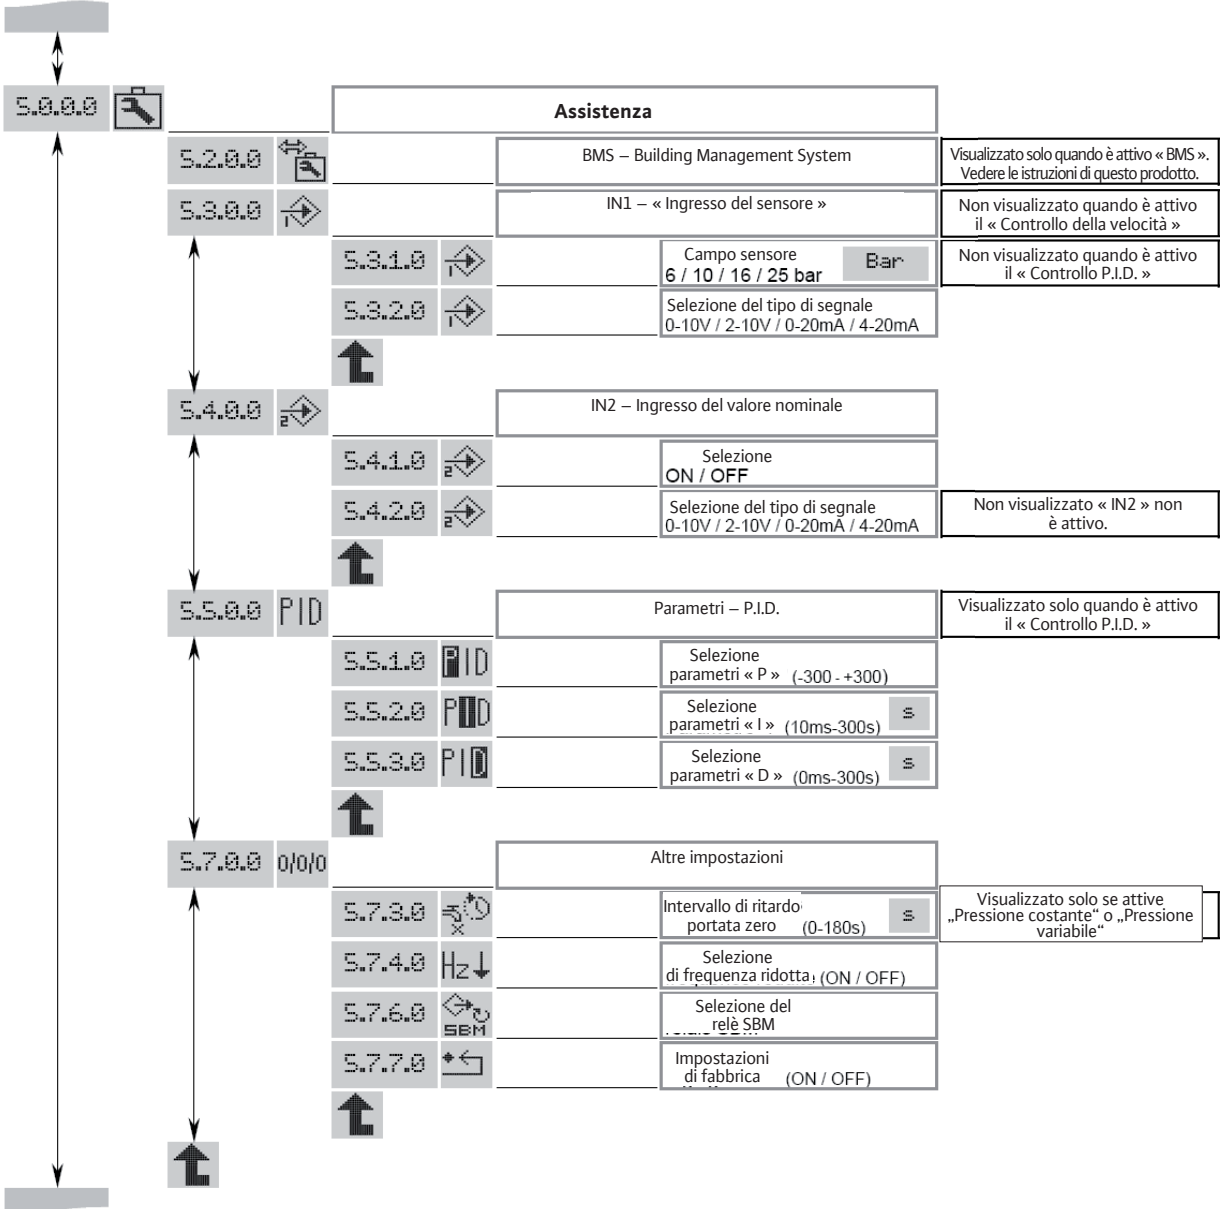 5.0.0.0
Assistenza
5.2.0.0
BMS – Building Management System
Visualizzato solo quando è attivo « BMS ».
Vedere le istruzioni di questo prodotto.
5.3.0.0
1
IN1 – « Ingresso del sensore »
Non visualizzato quando è attivo
il « Controllo della velocità »
5.3.1.0
1
Campo sensore
6 / 10 / 16 / 25 bar
Bar
Non visualizzato quando è attivo
il « Controllo P.I.D. »
5.3.2.0
1
Selezione del tipo di segnale
0-10V / 2-10V / 0-20mA / 4-20mA
5.4.0.0
2
IN2 – Ingresso del valore nominale
5.4.1.0
2
Selezione
ON / OFF
5.4.2.0
2
Selezione del tipo di segnale
0-10V / 2-10V / 0-20mA / 4-20mA
Non visualizzato « IN2 » non
è attivo.
5.5.0.0
PID
Parametri – P.I.D.
Visualizzato solo quando è attivo
il « Controllo P.I.D. »
5.5.1.0
PID
Selezione
parametri « P » (-300 - +300)
5.5.2.0
PID
Selezione
parametri « I » (10ms-300s)
s
5.5.3.0
PID
Selezione
parametri « D » (0ms-300s)
s
5.7.0.0
0/0/0
Altre impostazioni
5.7.3.0
Intervallo di ritardo
portata zero (0-180s)
s
Visualizzato solo se attive
„Pressione costante“ o „Pressione
variabile“
5.7.4.0
Hz
Selezione
di frequenza ridotta (ON / OFF)
5.7.6.0
SBM
Selezione del
relè SBM
5.7.7.0
Impostazioni
di fabbrica (ON / OFF)